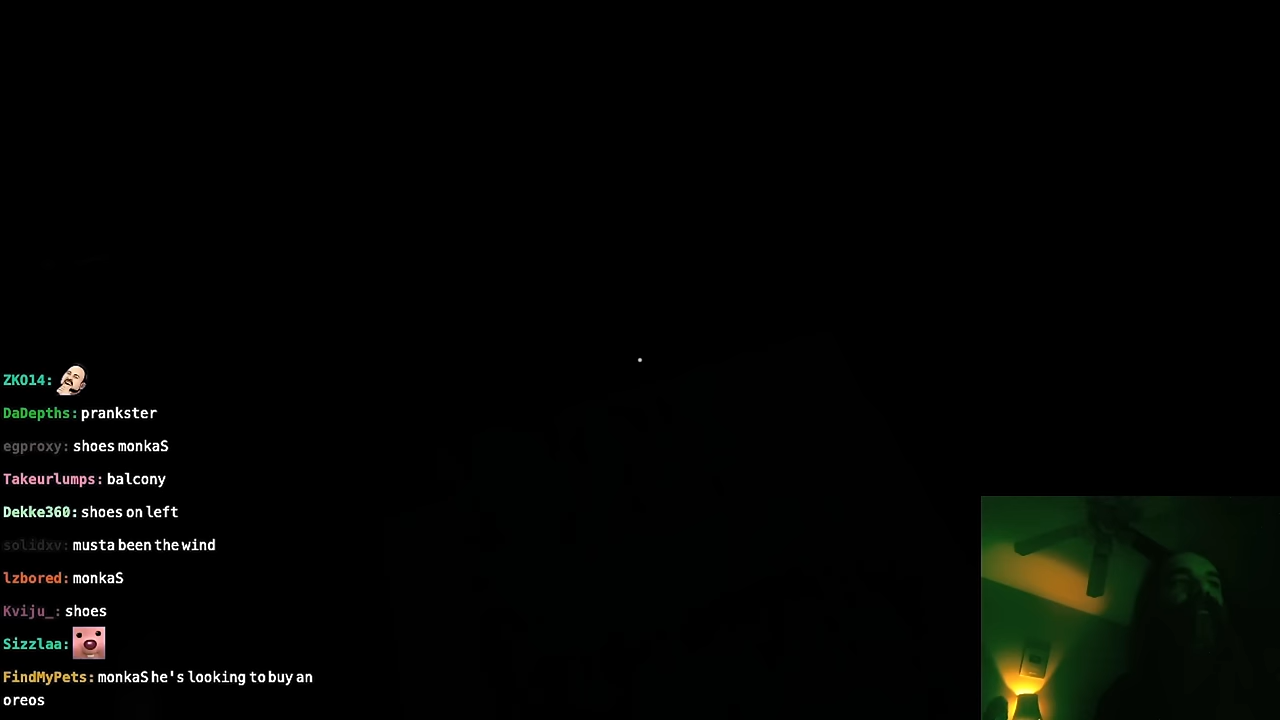 ZKO14:
DaDepths: prankster
egproxy: shoes monkaS
Takeurlumps: balcony
Dekke360: shoes on left
solidxv: musta been the wind
lzbored: monkaS
Kviju_: shoes
Sizzlaa:
FindMyPets: monkaS he's looking to buy an
oreos